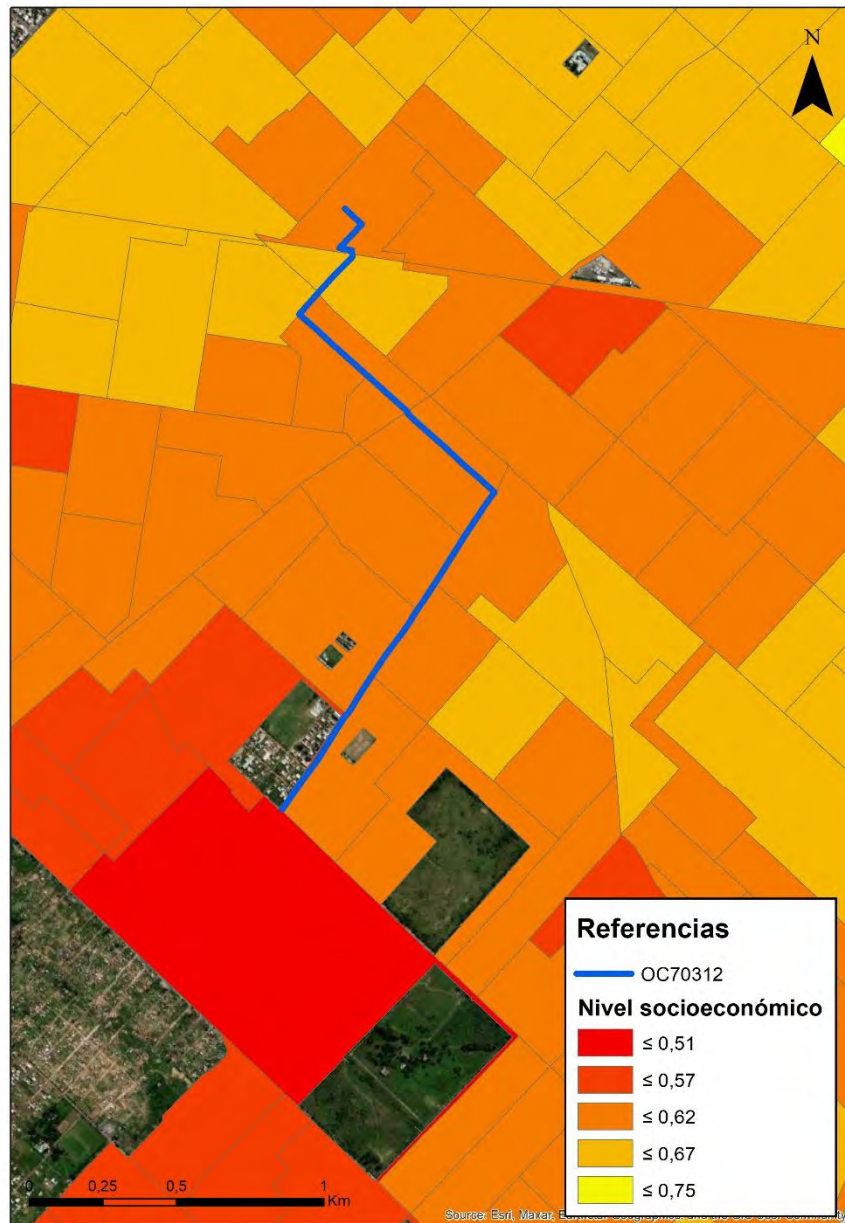 N
Referencias
OC70312
Nivel socioeconómico
≤ 0,51
≤ 0,57
≤ 0,62
≤ 0,67
≤ 0,75
0 0,25 0,5 1
Km
Source: Esri, Maxar,